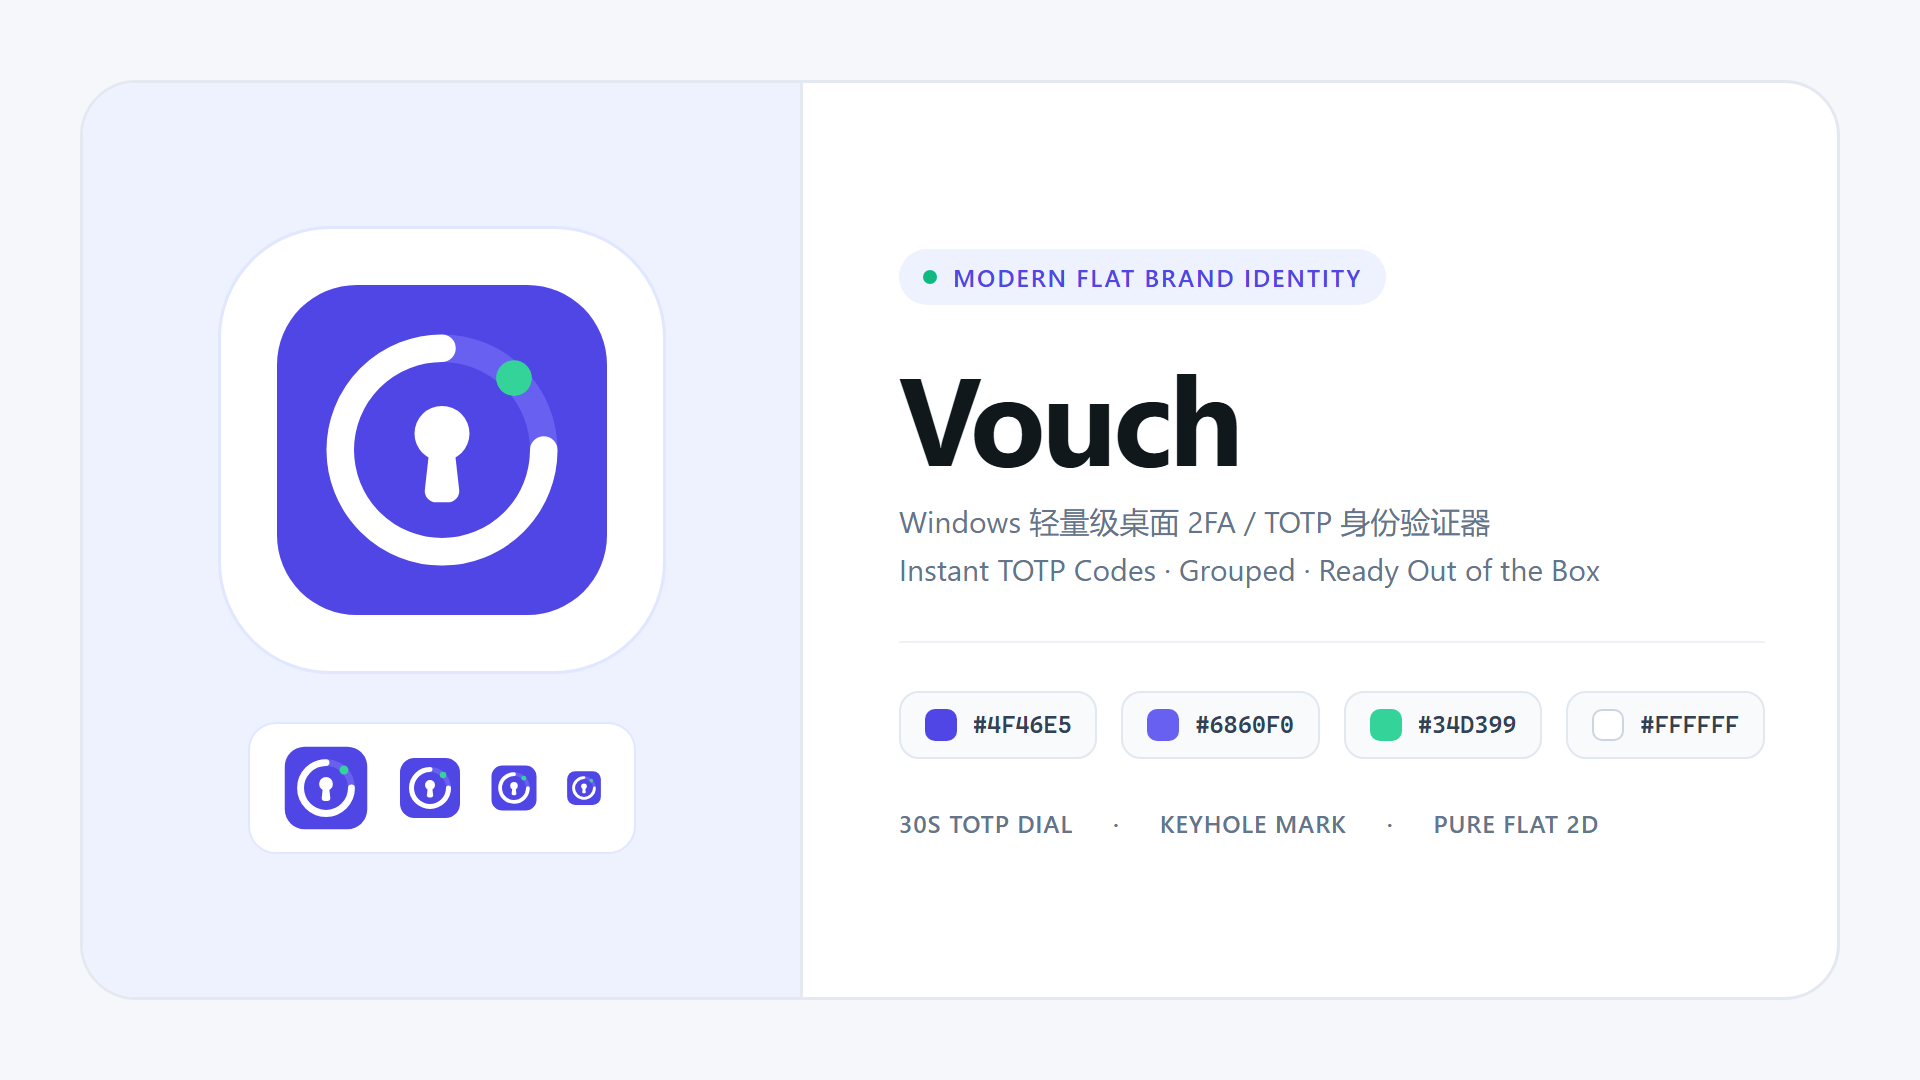 MODERN FLAT BRAND IDENTITY
Vouch
Windows 轻量级桌面 2FA / TOTP 身份验证器
Instant TOTP Codes · Grouped · Ready Out of the Box
#4F46E5 #6860F0 #34D399 #FFFFFF
30S TOTP DIAL · KEYHOLE MARK · PURE FLAT 2D